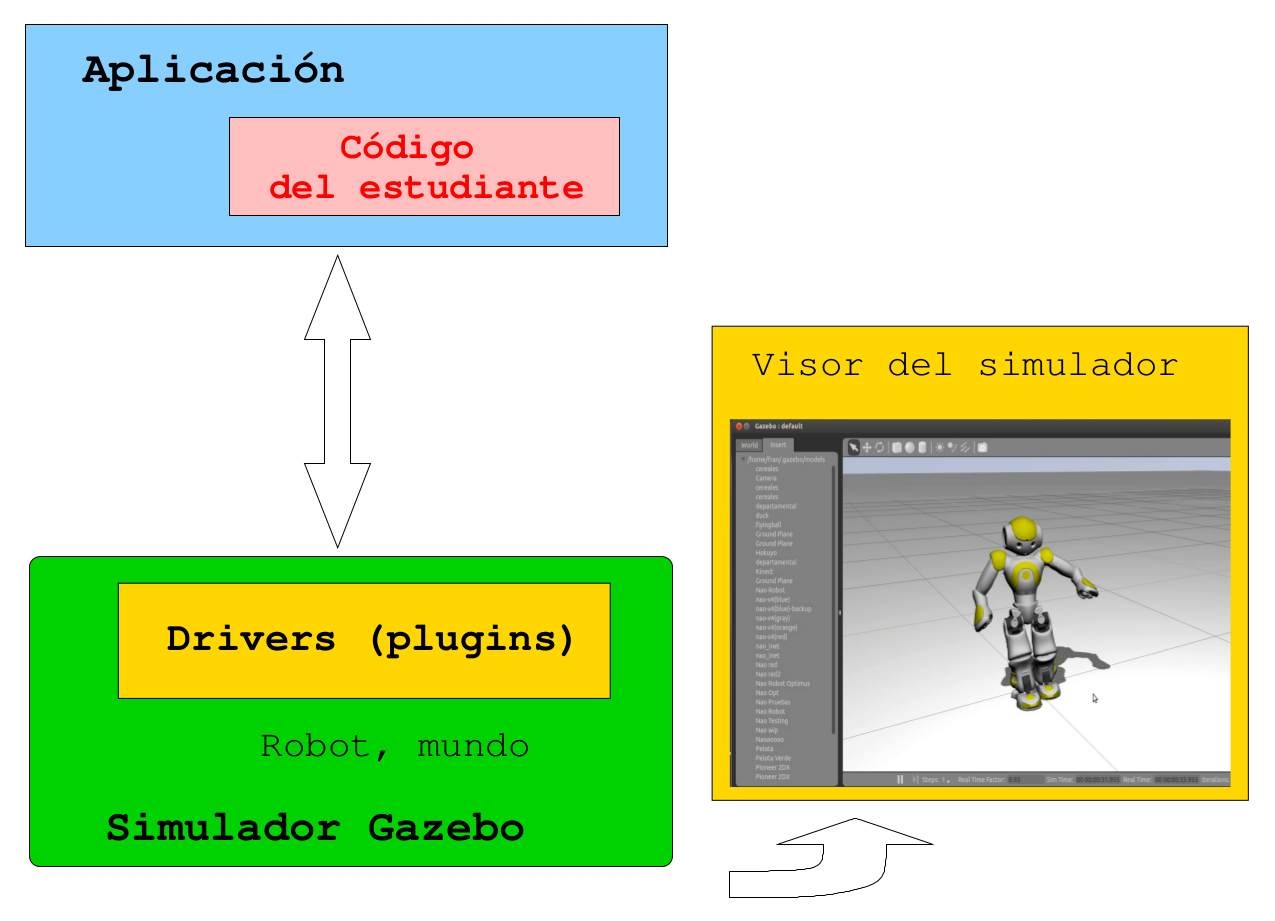 Aplicación
Código
del estudiante
Visor del simulador
Gazebo : default
World Insert
/home/fran/.gazebo/models
cereales
Camera
cereales
cereales
departamental
duck
flyingball
Ground Plane
Ground Plane
Hokuyo
departamental
Kinect
Ground Plane
Nao Robot
nao-v4(blue)
nao-v4(blue)-backup
nao-v4(gray)
nao-v4(orange)
nao-v4(red)
nao_inet
nao_inet
Nao red
Nao red2
Nao Robot Optimus
Nao Opt
Nao Pruebas
Nao Robot
Nao Testing
Nao wip
Pelota
Pelota Verde
Pioneer 2DX
Pioneer 2DX
Steps: 1 Real Time Factor: 0.93 Sim Time: 00 00:00:31.935 Real Time: 00 00:00:33.955 Iterations:
Drivers (plugins)
Robot, mundo
Simulador Gazebo